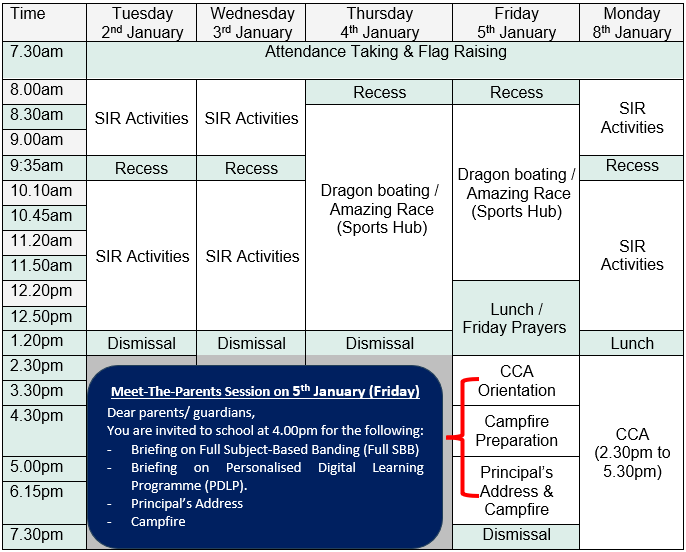 Time
Tuesday
2nd January
Wednesday
3rd January
Thursday
4th January
Friday
5th January
Monday
8th January
7.30am
Attendance Taking & Flag Raising
8.00am
Recess
Recess
8.30am
SIR Activities
SIR Activities
SIR
Activities
9.00am
9:35am
Recess
Recess
Recess
10.10am
Dragon boating /
Amazing Race
(Sports Hub)
Dragon boating /
Amazing Race
(Sports Hub)
10.45am
11.20am
SIR Activities
SIR Activities
SIR
Activities
11.50am
12.20pm
Lunch /
Friday Prayers
12.50pm
1.20pm
Dismissal
Dismissal
Dismissal
Lunch
2.30pm
CCA
Orientation
3.30pm
4.30pm
Campfire
Preparation
CCA
(2.30pm to
5.30pm)
5.00pm
Principal's
Address &
Campfire
6.15pm
7.30pm
Dismissal
Meet-The-Parents Session on 5th January (Friday)
Dear parents/ guardians,
You are invited to school at 4.00pm for the following:
- Briefing on Full Subject-Based Banding (Full SBB)
- Briefing on Personalised Digital Learning
Programme (PDLP).
- Principal's Address
- Campfire